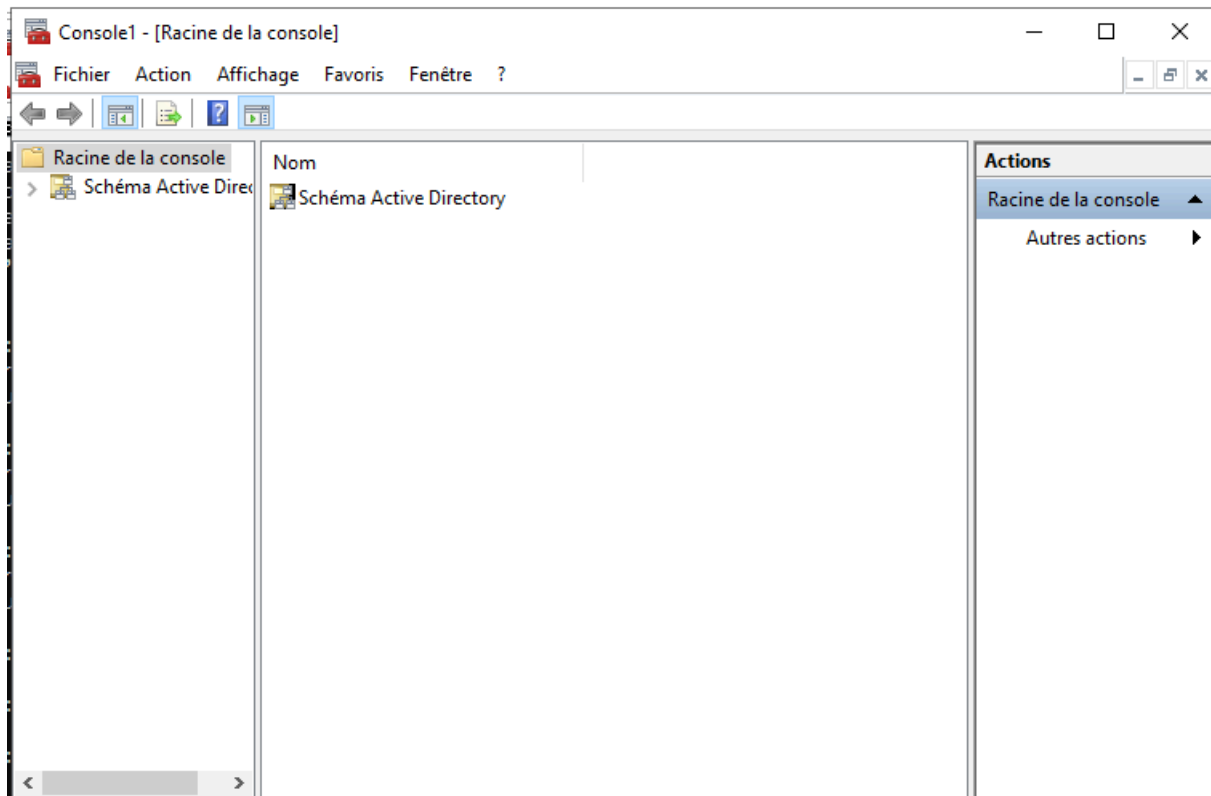 Console1 - [Racine de la console]
Fichier Action Affichage Favoris Fenêtre ?
Racine de la console
Schéma Active Direc
Nom
Schéma Active Directory
Actions
Racine de la console
Autres actions